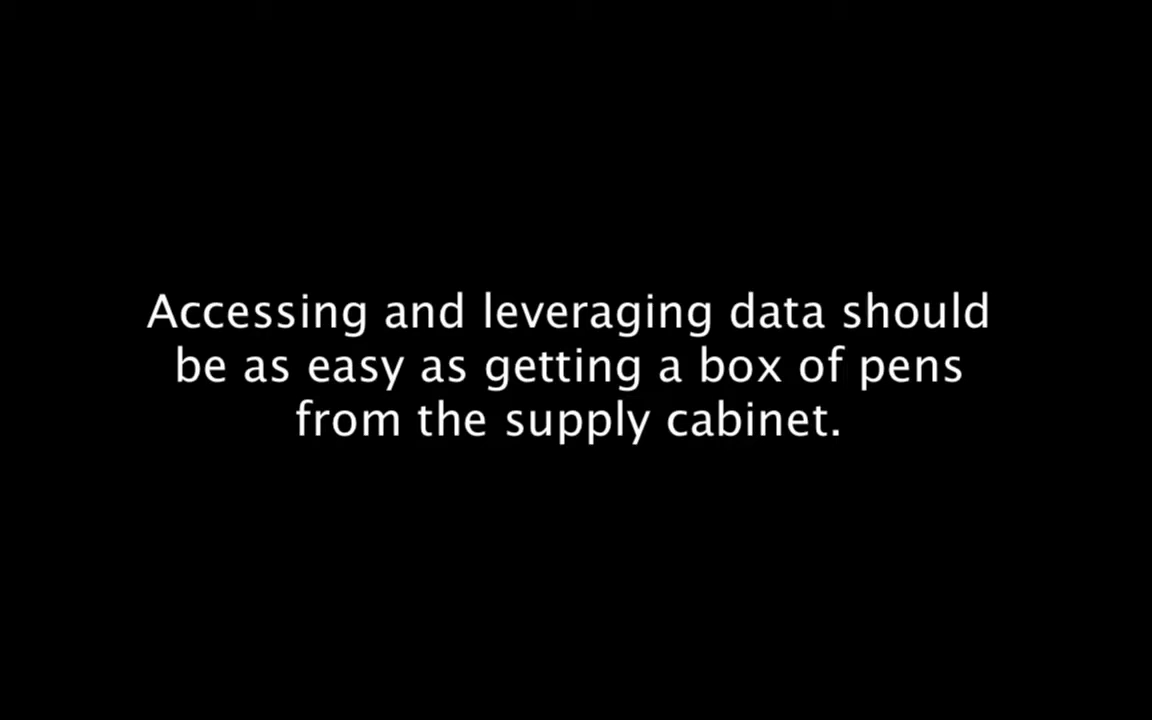 Accessing and leveraging data should
be as easy as getting a box of pens
from the supply cabinet.